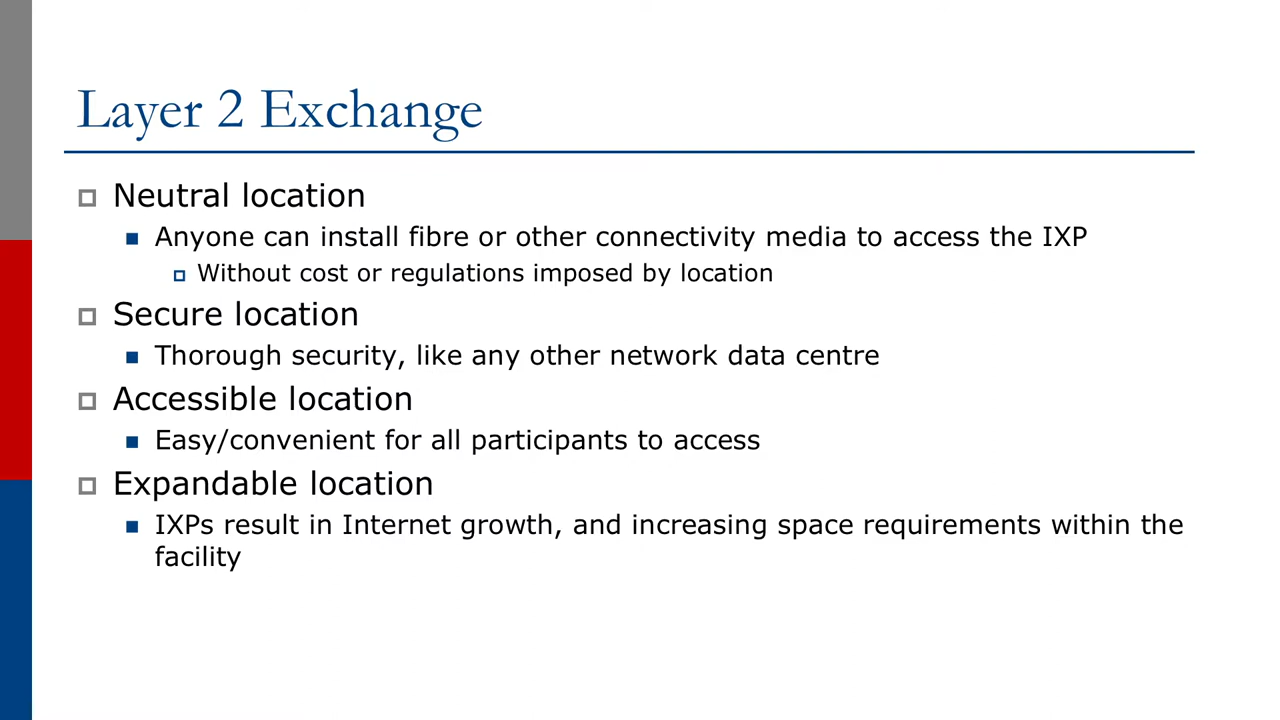 Layer 2 Exchange
Neutral location
Anyone can install fibre or other connectivity media to access the IXP
Without cost or regulations imposed by location
Secure location
Thorough security, like any other network data centre
Accessible location
Easy/convenient for all participants to access
Expandable location
IXPs result in Internet growth, and increasing space requirements within the
facility